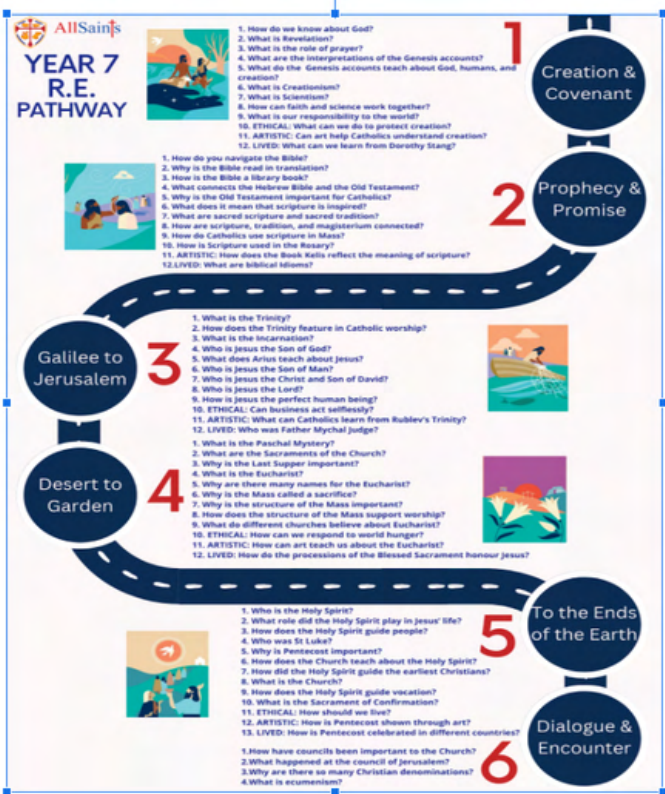 AllSaints
YEAR 7
R.E.
PATHWAY
1. How do we know about God?
2. What is Revelation?
3. What is the role of prayer?
4. What are the interpretations of the Genesis accounts?
5. What do the Genesis accounts teach about God, humans, and
creation?
6. What is Creationism?
7. What is Scientism?
8. How can faith and science work together?
9. What is our responsibility to the world?
10. ETHICAL: What can we do to protect creation?
11. ARTISTIC: Can art help Catholics understand creation?
12. LIVED: What can we learn from Dorothy Stang?
1
Creation &
Covenant
1. How do you navigate the Bible?
2. Why is the Bible read in translation?
3. How is the Bible a library book?
4. What connects the Hebrew Bible and the Old Testament?
5. Why is the Old Testament important for Catholics?
6. What does it mean that scripture is inspired?
7. What are sacred scripture and sacred tradition?
8. How are scripture, tradition, and magisterium connected?
9. How do Catholics use scripture in Mass?
10. How is Scripture used in the Rosary?
11. ARTISTIC: How does the Book Kells reflect the meaning of scripture?
12.LIVED: What are biblical Idioms?
2
Prophecy &
Promise
Galilee to
Jerusalem
3
1. What is the Trinity?
2. How does the Trinity feature in Catholic worship?
3. What is the Incarnation?
4. Who is Jesus the Son of God?
5. What does Arius teach about Jesus?
6. Who is Jesus the Son of Man?
7. Who is Jesus the Christ and Son of David?
8. Who is Jesus the Lord?
9. How is Jesus the perfect human being?
10. ETHICAL: Can business act selflessly?
11. ARTISTIC: What can Catholics learn from Rublev's Trinity?
12. LIVED: Who was Father Mychal Judge?
Desert to
Garden
4
1. What is the Paschal Mystery?
2. What are the Sacraments of the Church?
3. Why is the Last Supper important?
4. What is the Eucharist?
5. Why are there many names for the Eucharist?
6. Why is the Mass called a sacrifice?
7. Why is the structure of the Mass important?
8. How does the structure of the Mass support worship?
9. What do different churches believe about Eucharist?
10. ETHICAL: How can we respond to world hunger?
11. ARTISTIC: How can art teach us about the Eucharist?
12. LIVED: How do the processions of the Blessed Sacrament honour Jesus?
1. Who is the Holy Spirit?
2. What role did the Holy Spirit play in Jesus' life?
3. How does the Holy Spirit guide people?
4. Who was St Luke?
5. Why is Pentecost important?
6. How does the Church teach about the Holy Spirit?
7. How did the Holy Spirit guide the earliest Christians?
8. What is the Church?
9. How does the Holy Spirit guide vocation?
10. What is the Sacrament of Confirmation?
11. ETHICAL: How should we live?
12. ARTISTIC: How is Pentecost shown through art?
13. LIVED: How is Pentecost celebrated in different countries?
5
To the Ends
of the Earth
1.How have councils been important to the Church?
2.What happened at the council of Jerusalem?
3.Why are there so many Christian denominations?
4.What is ecumenism?
6
Dialogue &
Encounter